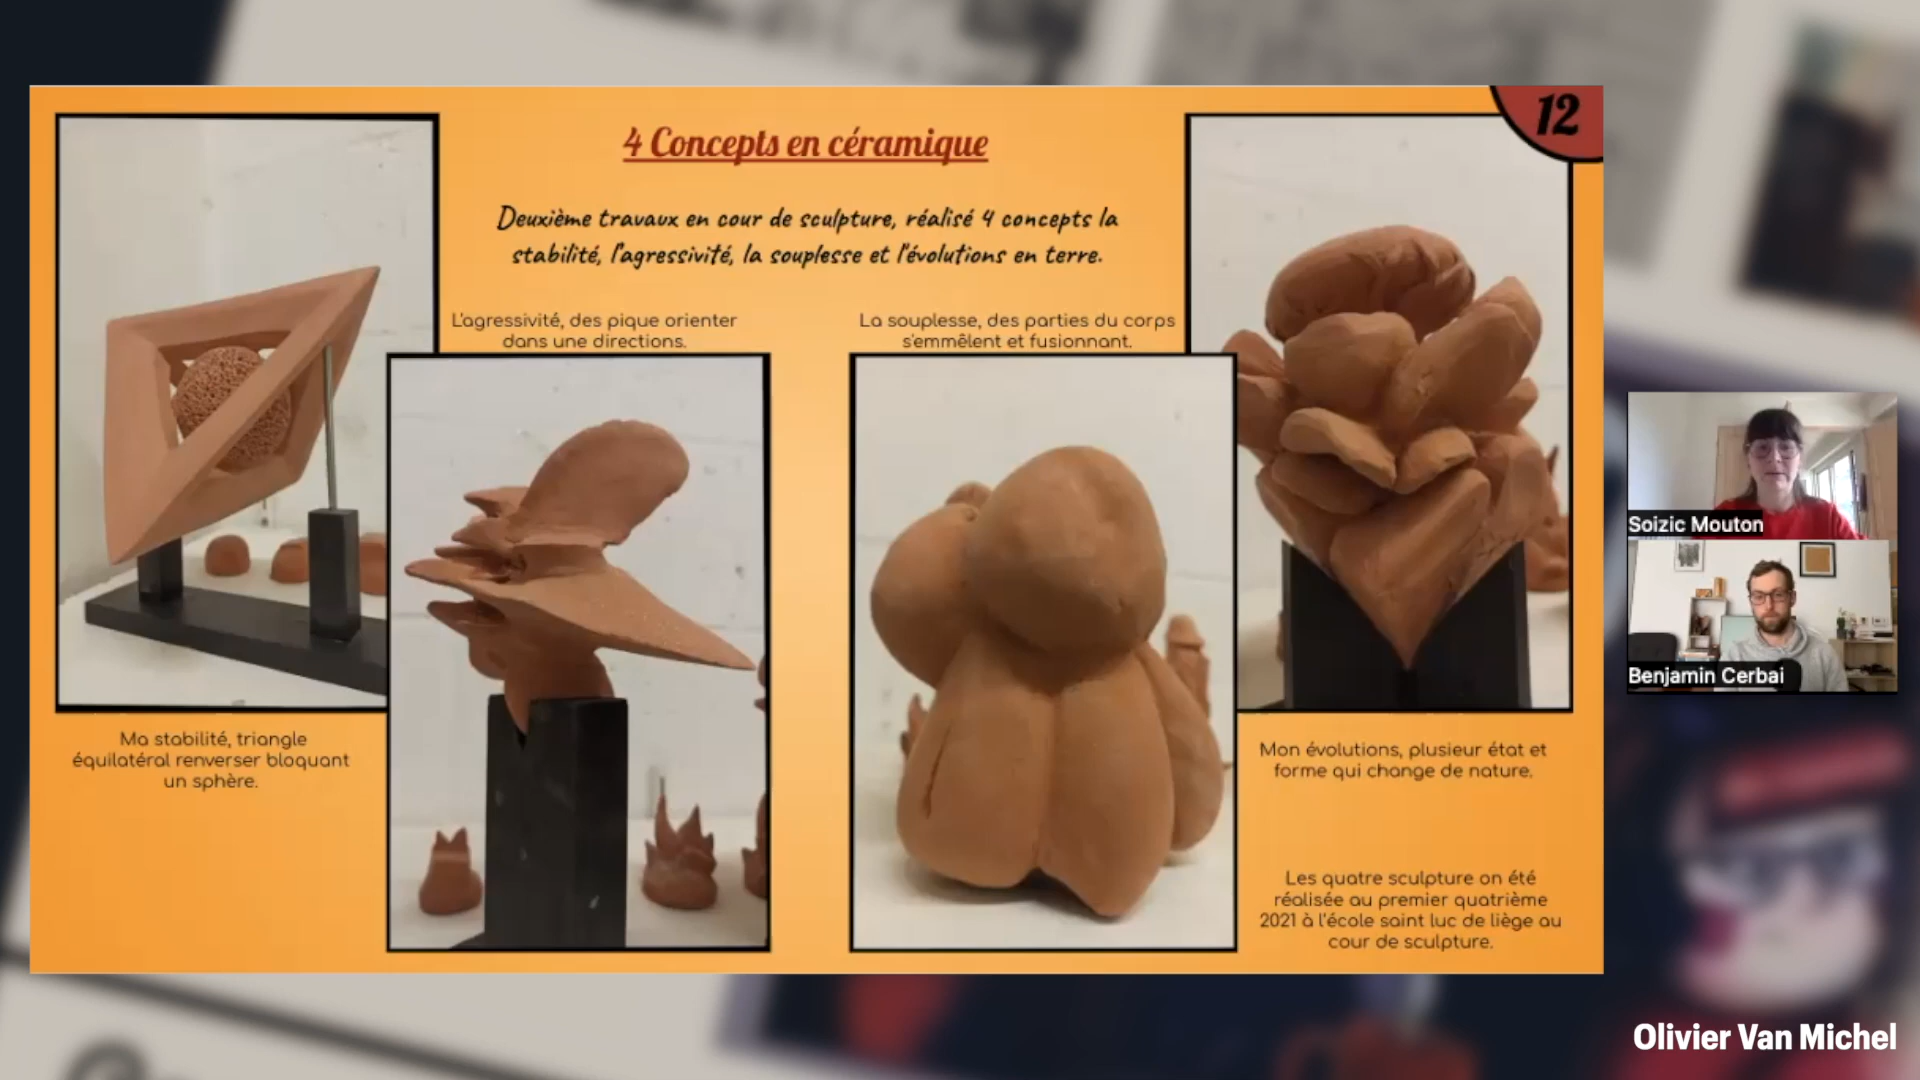 12
4 Concepts en céramique
Deuxième travaux en cour de sculpture, réalisé 4 concepts la
stabilité, l'agressivité, la souplesse et l'évolutions en terre.
L'agressivité, des pique orienter
dans une directions.
La souplesse, des parties du corps
s'emmêlent et fusionnant.
Ma stabilité, triangle
équilatéral renverser bloquant
un sphère.
Mon évolutions, plusieur état et
forme qui change de nature.
Les quatre sculpture on été
réalisée au premier quatrième
2021 à l'école saint luc de liège au
cour de sculpture.
Soizic Mouton
Benjamin Cerbai
Olivier Van Michel